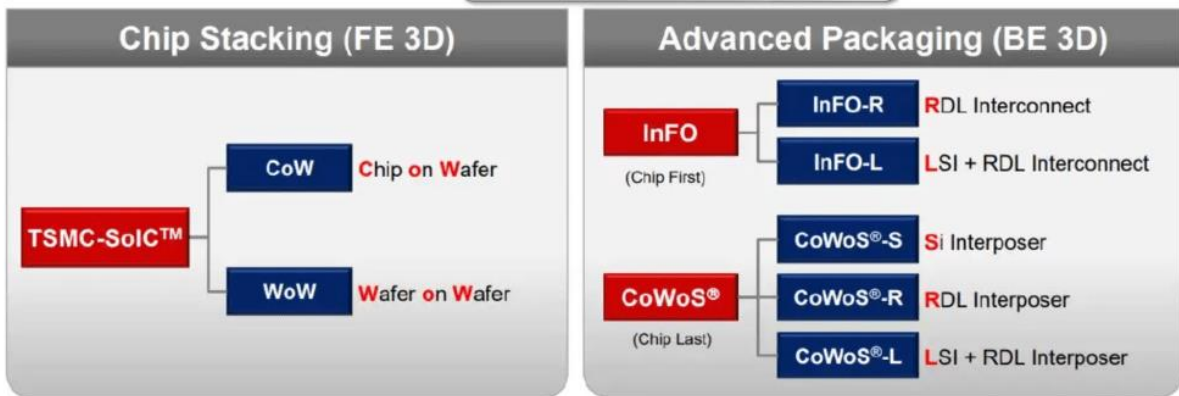 Chip Stacking (FE 3D)
TSMC-SoIC™
CoW
Chip on Wafer
WoW
Wafer on Wafer
Advanced Packaging (BE 3D)
InFO
(Chip First)
InFO-R
RDL Interconnect
InFO-L
LSI + RDL Interconnect
CoWoS®
(Chip Last)
CoWoS®-S
Si Interposer
CoWoS®-R
RDL Interposer
CoWoS®-L
LSI + RDL Interposer